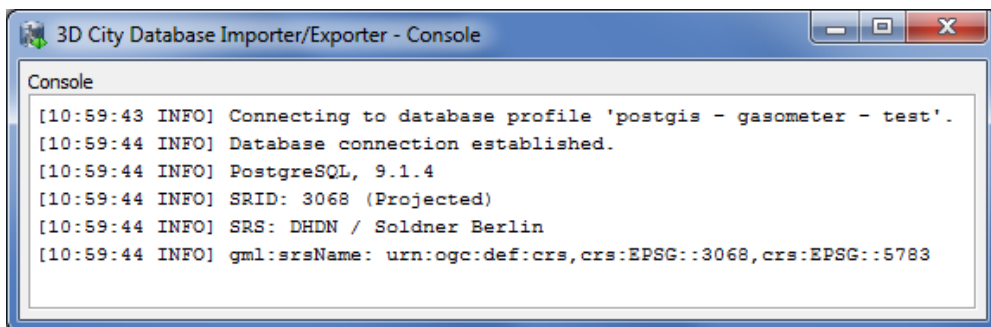 3D City Database Importer/Exporter - Console
Console
[10:59:43 INFO] Connecting to database profile 'postgis - gasometer - test'.
[10:59:44 INFO] Database connection established.
[10:59:44 INFO] PostgreSQL, 9.1.4
[10:59:44 INFO] SRID: 3068 (Projected)
[10:59:44 INFO] SRS: DHDN / Soldner Berlin
[10:59:44 INFO] gml:srsName: urn:ogc:def:crs,crs:EPSG::3068,crs:EPSG::5783